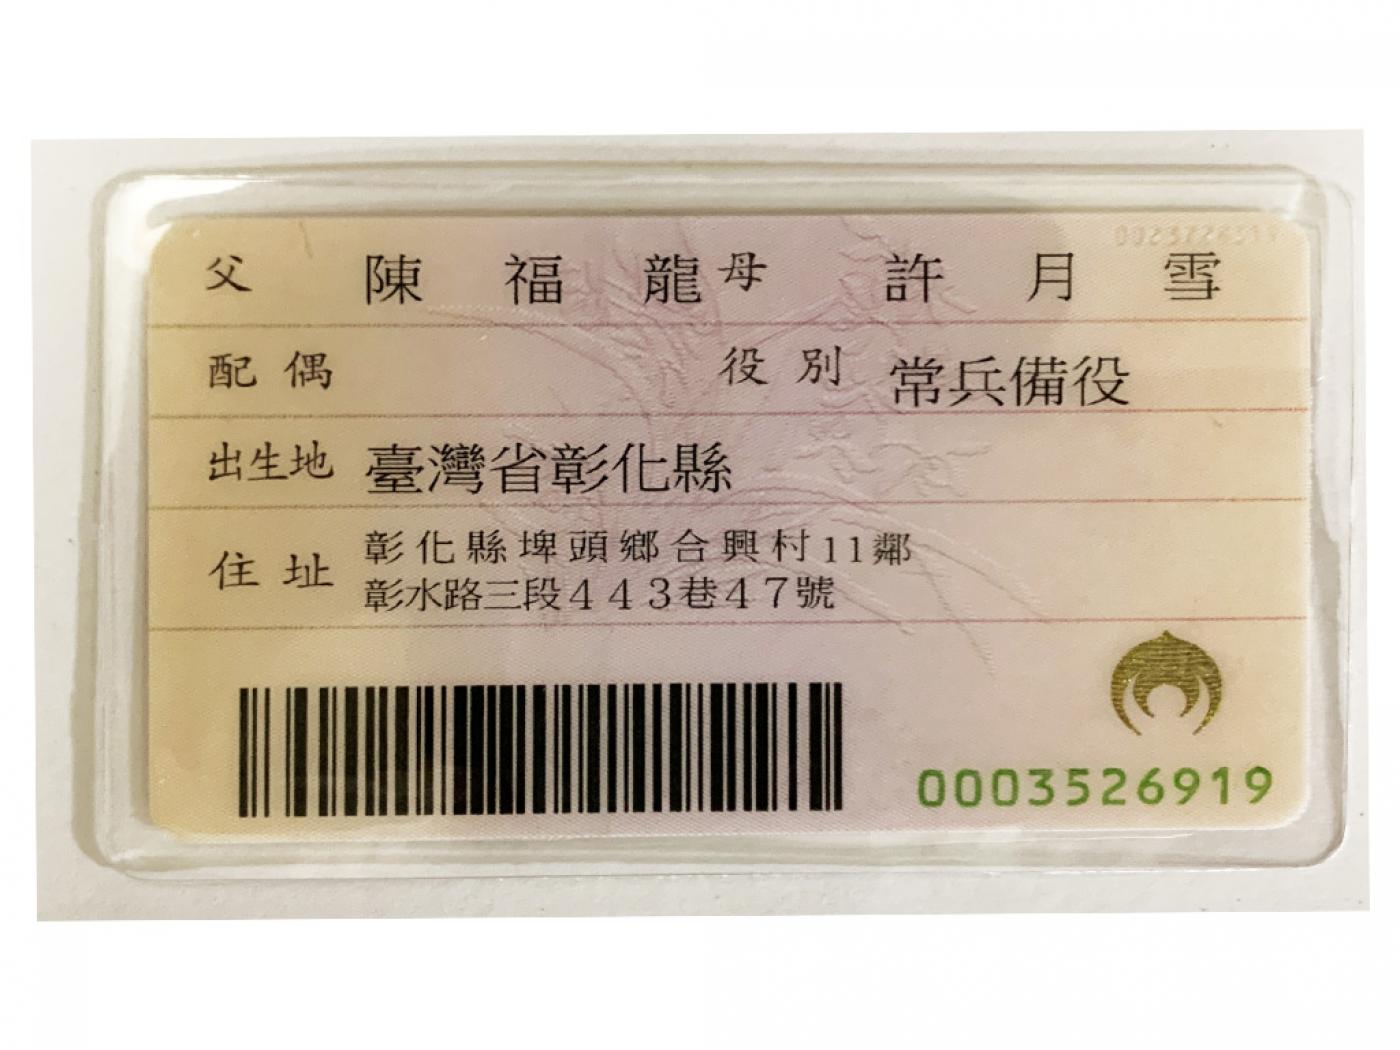 父 陳福龍 母 許月雪
配偶 役別 常兵備役
出生地 臺灣省彰化縣
住址 彰化縣埤頭鄉合興村11鄰
彰水路三段443巷47號
0003526919